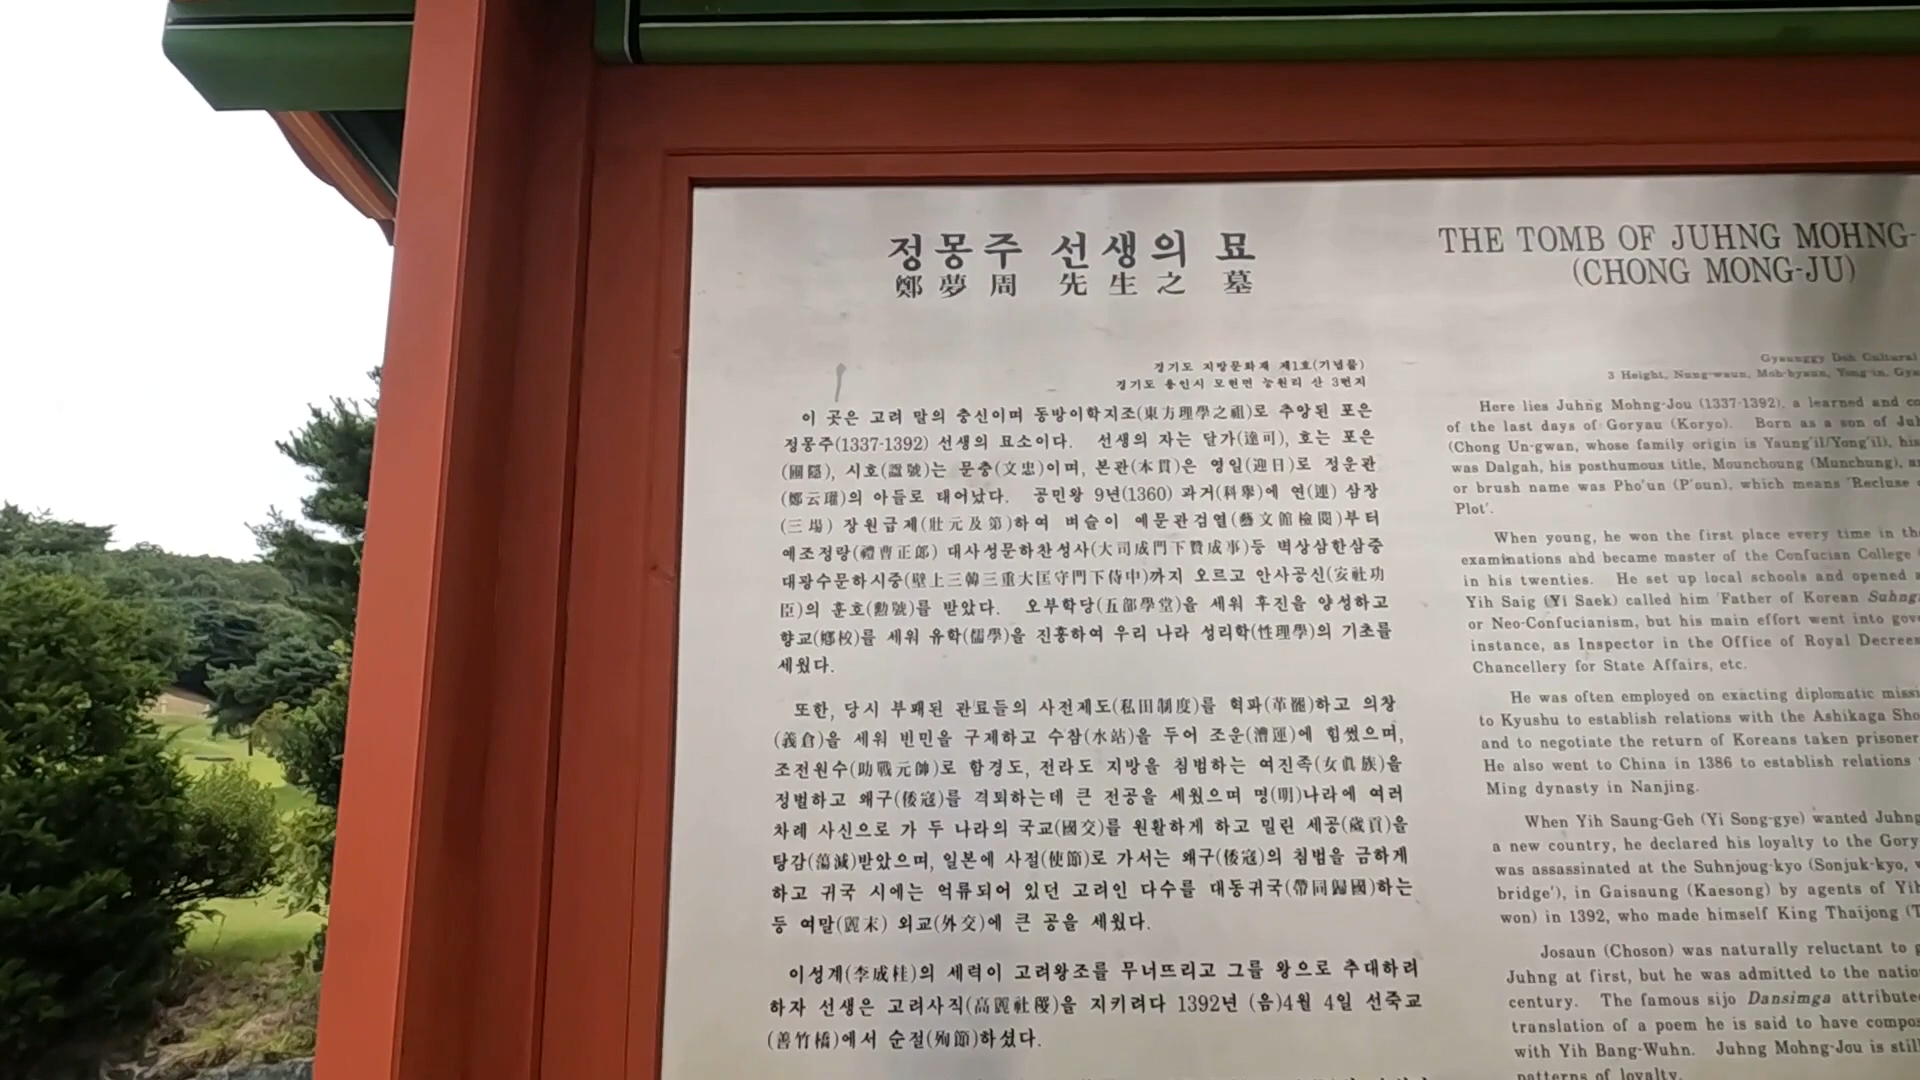 정몽주 선생의 묘
鄭夢周 先生之 墓
경기도 지방문화재 제1호(기념물)
경기도 용인시 모현면 능원리 산 3번지
이 곳은 고려 말의 충신이며 동방이학지조(東方理學之祖)로 추앙된 포은
정몽주(1337-1392) 선생의 묘소이다. 선생의 자는 달가(達可), 호는 포은
(圃隱), 시호(諡號)는 문충(文忠)이며, 본관(本貫)은 영일(迎日)로 정운관
(鄭云瓘)의 아들로 태어났다. 공민왕 9년(1360) 과거(科擧)에 연(連) 삼장
(三場) 장원급제(壯元及第)하여 벼슬이 예문관검열(藝文館檢閱)부터
예조정랑(禮曹正郎) 대사성문하찬성사(大司成門下贊成事)등 벽상삼한삼중
대광수문하시중(壁上三韓三重大匡守門下侍中)까지 오르고 안사공신(安社功
臣)의 훈호(勳號)를 받았다. 오부학당(五部學堂)을 세워 후진을 양성하고
향교(鄕校)를 세워 유학(儒學)을 진흥하여 우리 나라 성리학(性理學)의 기초를
세웠다.
또한, 당시 부패된 관료들의 사전제도(私田制度)를 혁파(革罷)하고 의창
(義倉)을 세워 빈민을 구제하고 수참(水站)을 두어 조운(漕運)에 힘썼으며,
조전원수(助戰元帥)로 함경도, 전라도 지방을 침범하는 여진족(女眞族)을
정벌하고 왜구(倭寇)를 격퇴하는데 큰 전공을 세웠으며 명(明)나라에 여러
차례 사신으로 가 두 나라의 국교(國交)를 원활하게 하고 밀린 세공(歲貢)을
탕감(蕩減)받았으며, 일본에 사절(使節)로 가서는 왜구(倭寇)의 침범을 금하게
하고 귀국 시에는 억류되어 있던 고려인 다수를 대동귀국(帶同歸國)하는
등 여말(麗末) 외교(外交)에 큰 공을 세웠다.
이성계(李成桂)의 세력이 고려왕조를 무너뜨리고 그를 왕으로 추대하려
하자 선생은 고려사직(高麗社稷)을 지키려다 1392년 (음)4월 4일 선죽교
(善竹橋)에서 순절(殉節)하셨다.
THE TOMB OF JUHNG MOHNG-
(CHONG MONG-JU)
Gyaunggy Doh Cultural
3 Height, Nung-waun, Moh-hyaun, Yong-in, Gya
Here lies Juhng Mohng-Jou (1337-1392), a learned and co
of the last days of Goryau (Koryo). Born as a son of Juh
(Chong Un-gwan, whose family origin is Yaung'il/Yong'il), his
was Dalgah, his posthumous title, Mounchoung (Munchung), a
or brush name was Pho'un (P'oun), which means 'Recluse
Plot'.
When young, he won the first place every time in the
examinations and became master of the Confucian College
in his twenties. He set up local schools and opened a
Yih Saig (Yi Saek) called him 'Father of Korean Suhng
or Neo-Confucianism, but his main effort went into gove
instance, as Inspector in the Office of Royal Decrees
Chancellery for State Affairs, etc.
He was often employed on exacting diplomatic missi
to Kyushu to establish relations with the Ashikaga Sho
and to negotiate the return of Koreans taken prisoner
He also went to China in 1386 to establish relations
Ming dynasty in Nanjing.
When Yih Saung-Geh (Yi Song-gye) wanted Juhng
a new country, he declared his loyalty to the Gory
was assassinated at the Suhnjoug-kyo (Sonjuk-kyo,
bridge'), in Gaisaung (Kaesong) by agents of Yih
won) in 1392, who made himself King Thaijong (T
Josaun (Choson) was naturally reluctant to
Juhng at first, but he was admitted to the nation
century. The famous sijo Dansimga attribute
translation of a poem he is said to have compos
with Yih Bang-Wuhn. Juhng Mohng-Jou is still
patterns of loyalty.